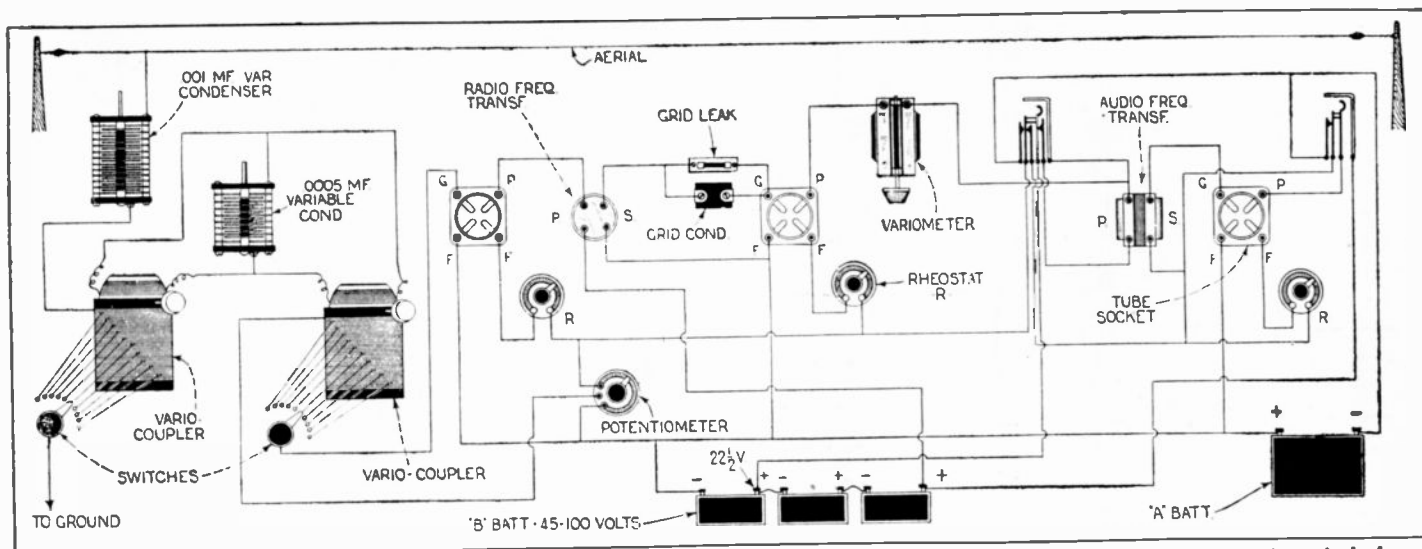 AERIAL
001 MF VAR
CONDENSER
RADIO FREQ
TRANSF.
GRID LEAK
AUDIO FREQ
TRANSF.
0005 MF
VARIABLE
COND
G
P
P
S
G
P
P
S
G
P
F
F
GRID COND.
F
F
VARIOMETER
F
F
RHEOSTAT
R
TUBE
SOCKET
R
R
VARIO-
COUPLER
POTENTIOMETER
SWITCHES
VARIO-COUPLER
22½V
-
+
-
+
-
+
+
-
TO GROUND
"B" BATT · 45-100 VOLTS
"A" BATT.